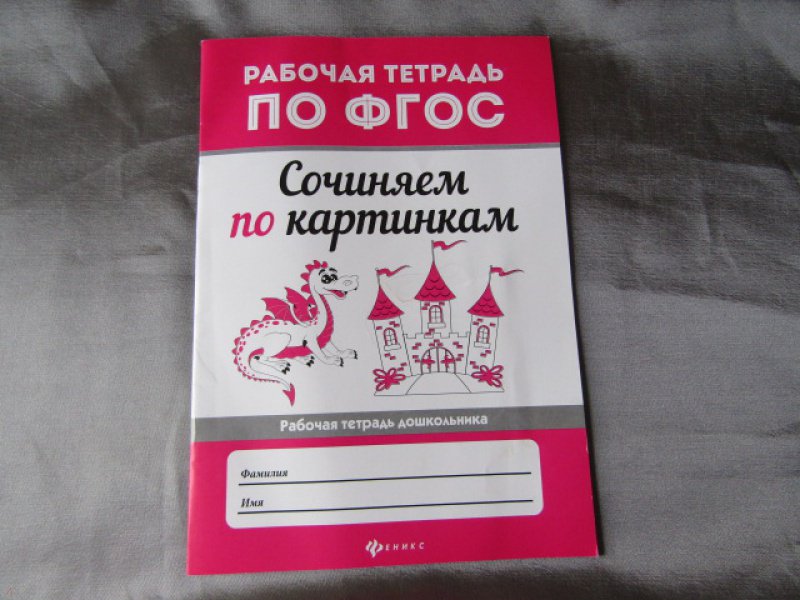 РАБОЧАЯ ТЕТРАДЬ
ПО ФГОС
Сочиняем
по картинкам
Рабочая тетрадь дошкольника
Фамилия
Имя
ФЕНИКС